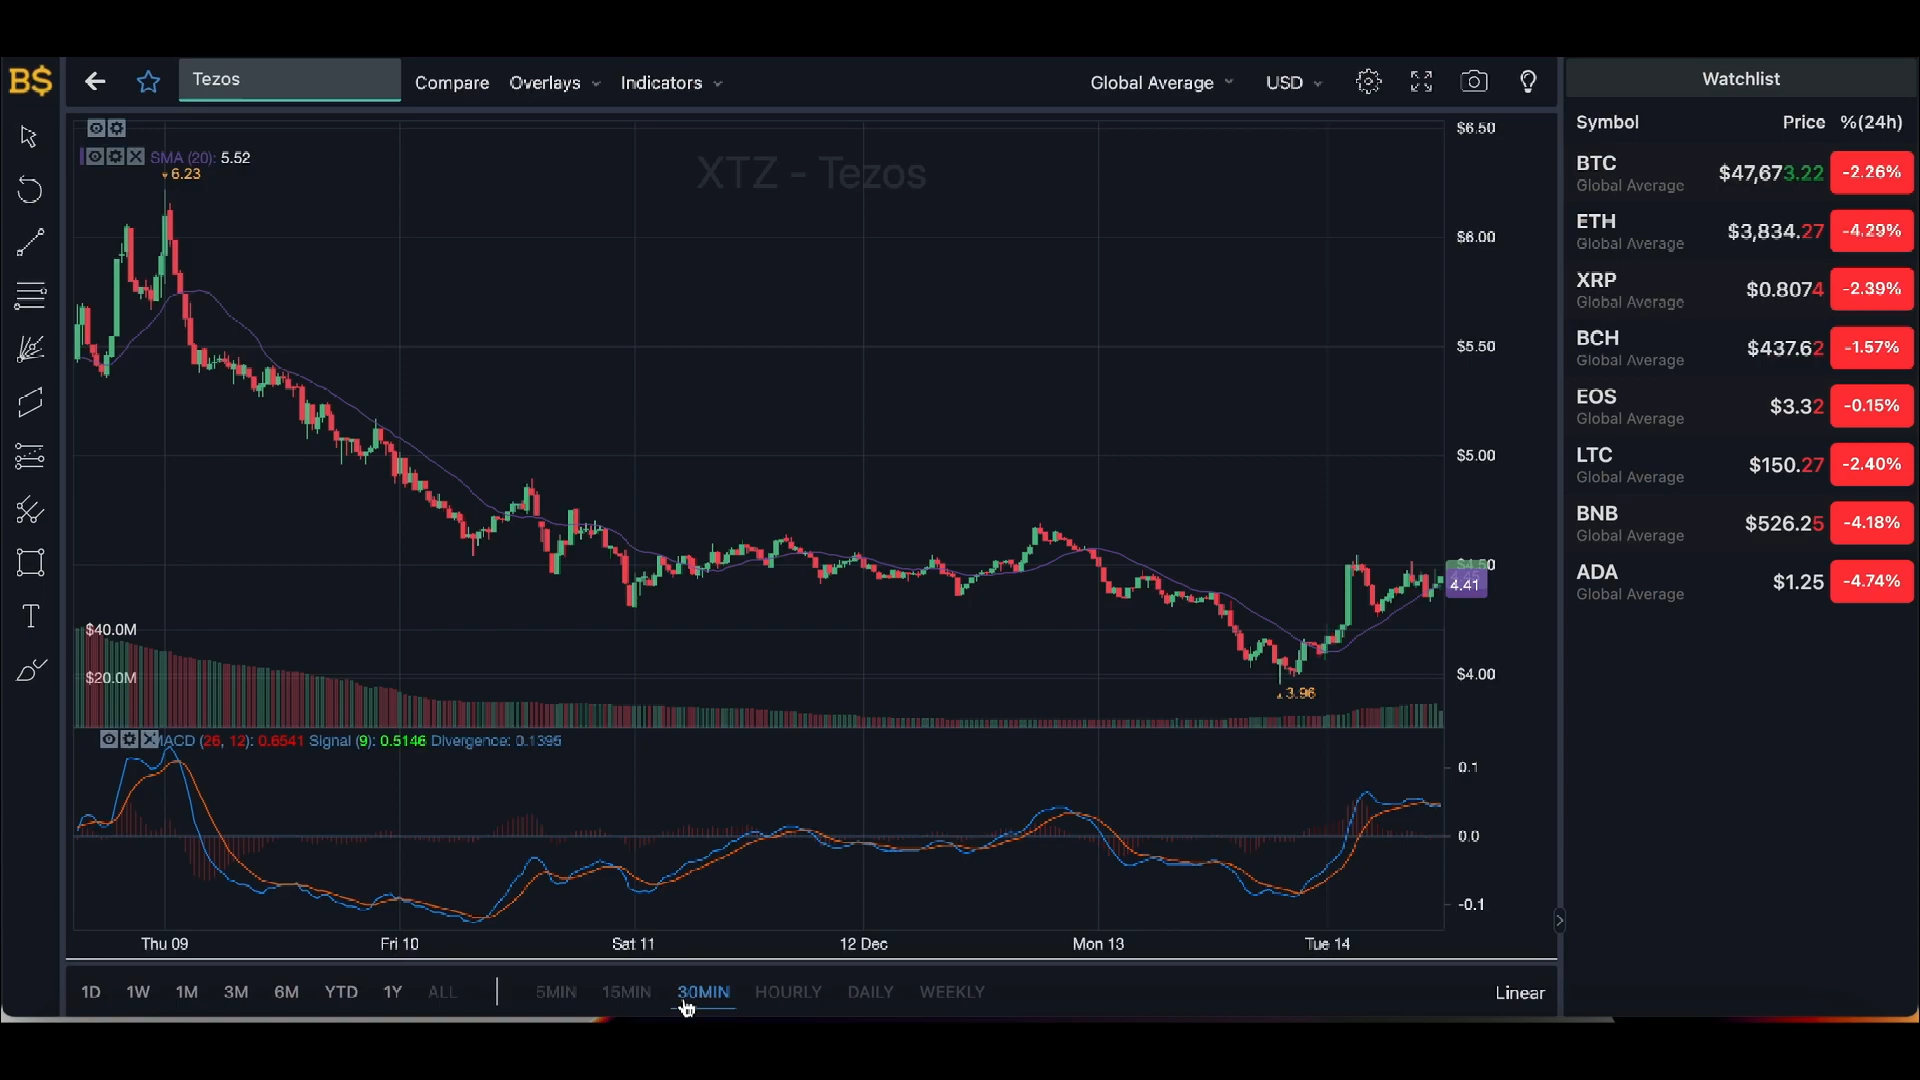 B$
Tezos
Compare
Overlays
Indicators
Global Average
USD
Watchlist
Symbol Price %(24h)
BTC $47,673.22 -2.26%
Global Average
ETH $3,834.27 -4.29%
Global Average
XRP $0.8074 -2.39%
Global Average
BCH $437.62 -1.57%
Global Average
EOS $3.32 -0.15%
Global Average
LTC $150.27 -2.40%
Global Average
BNB $526.25 -4.18%
Global Average
ADA $1.25 -4.74%
Global Average
SMA (20): 5.52
6.23
XTZ - Tezos
$6.50
$6.00
$5.50
$5.00
$4.50
4.41
$4.00
3.96
$40.0M
$20.0M
MACD (26, 12): 0.6541 Signal (9): 0.5146 Divergence: 0.1395
0.1
0.0
-0.1
Thu 09
Fri 10
Sat 11
12 Dec
Mon 13
Tue 14
1D 1W 1M 3M 6M YTD 1Y ALL
5MIN 15MIN 30MIN HOURLY DAILY WEEKLY
Linear
T